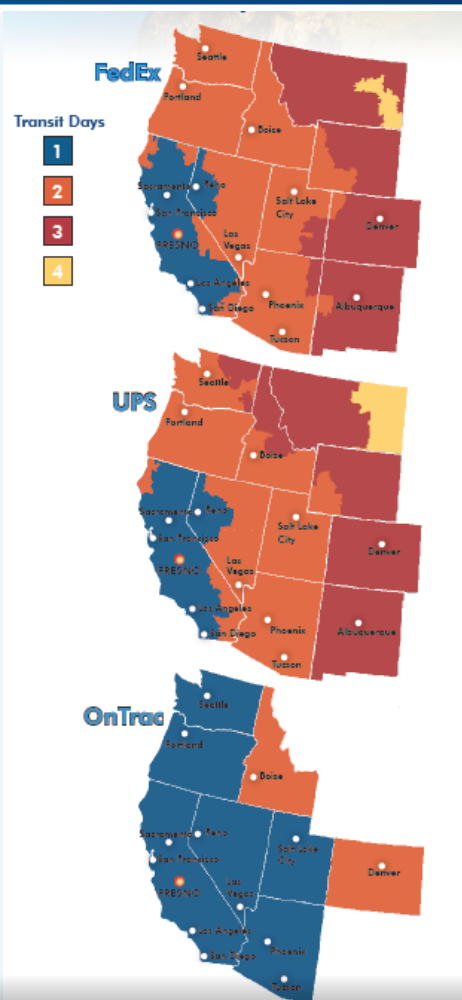 FedEx
Transit Days
1
2
3
4
Seattle
Portland
Boise
Sacramento
Reno
San Francisco
Salt Lake
City
Denver
FRESNO
Las
Vegas
Los Angeles
Phoenix
Albuquerque
San Diego
Tucson
UPS
Seattle
Portland
Boise
Sacramento
Reno
San Francisco
Salt Lake
City
Denver
FRESNO
Las
Vegas
Los Angeles
Phoenix
Albuquerque
San Diego
Tucson
OnTrac
Seattle
Portland
Boise
Sacramento
Reno
San Francisco
Salt Lake
City
Denver
FRESNO
Las
Vegas
Los Angeles
Phoenix
San Diego
Tucson